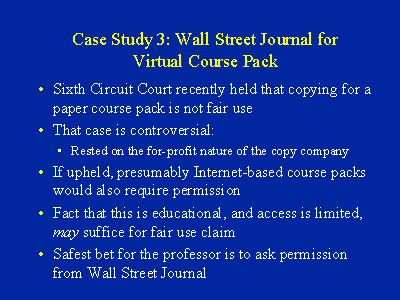 Case Study 3: Wall Street Journal for
Virtual Course Pack
• Sixth Circuit Court recently held that copying for a
paper course pack is not fair use
• That case is controversial:
• Rested on the for-profit nature of the copy company
• If upheld, presumably Internet-based course packs
would also require permission
• Fact that this is educational, and access is limited,
may suffice for fair use claim
• Safest bet for the professor is to ask permission
from Wall Street Journal